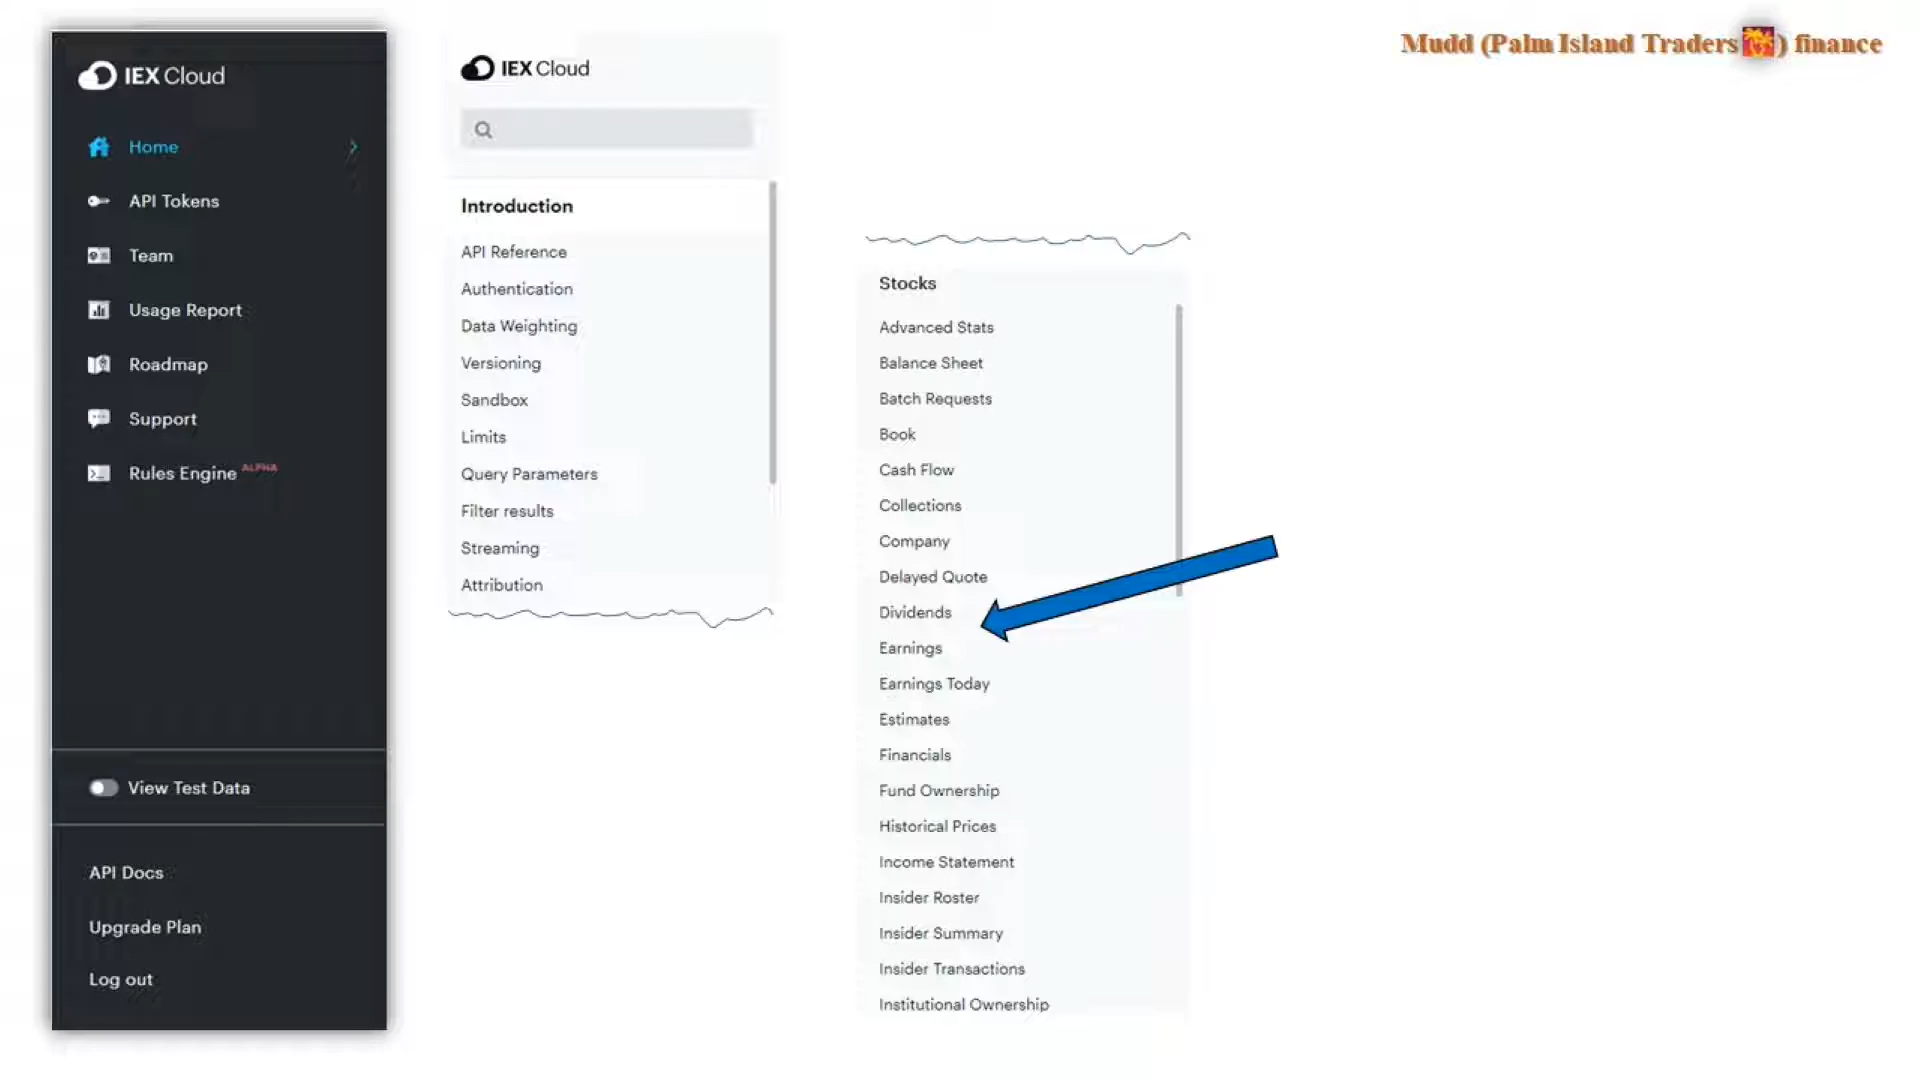 IEX Cloud
Home
API Tokens
Team
Usage Report
Roadmap
Support
Rules Engine ALPHA
View Test Data
API Docs
Upgrade Plan
Log out
IEX Cloud
Introduction
API Reference
Authentication
Data Weighting
Versioning
Sandbox
Limits
Query Parameters
Filter results
Streaming
Attribution
Stocks
Advanced Stats
Balance Sheet
Batch Requests
Book
Cash Flow
Collections
Company
Delayed Quote
Dividends
Earnings
Earnings Today
Estimates
Financials
Fund Ownership
Historical Prices
Income Statement
Insider Roster
Insider Summary
Insider Transactions
Institutional Ownership
Mudd (Palm Island Traders🌴) finance